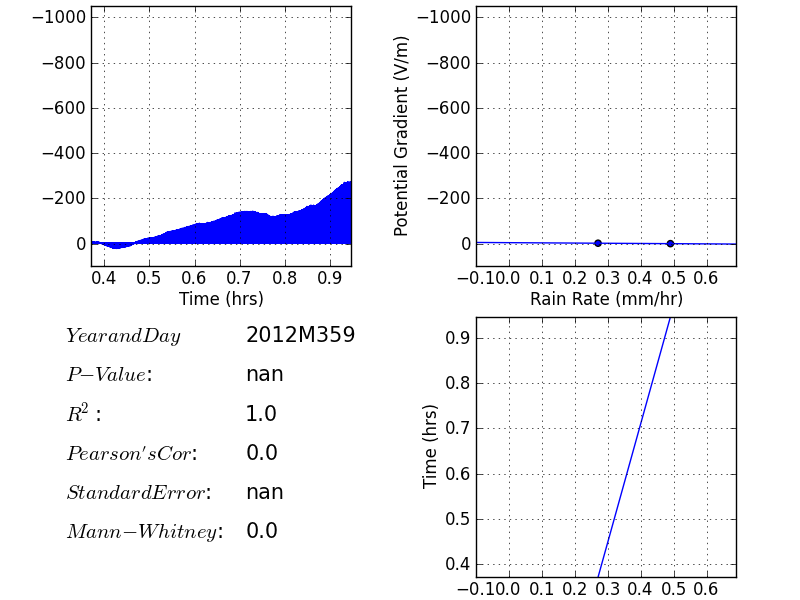 −1000
−800
−600
−400
−200
0
0.4 0.5 0.6 0.7 0.8 0.9
Time (hrs)
Potential Gradient (V/m)
−1000
−800
−600
−400
−200
0
−0.1 0.0 0.1 0.2 0.3 0.4 0.5 0.6
Rain Rate (mm/hr)
YearandDay 2012M359
P−Value: nan
R²: 1.0
Pearson'sCor: 0.0
StandardError: nan
Mann−Whitney: 0.0
Time (hrs)
0.9
0.8
0.7
0.6
0.5
0.4
−0.1 0.0 0.1 0.2 0.3 0.4 0.5 0.6